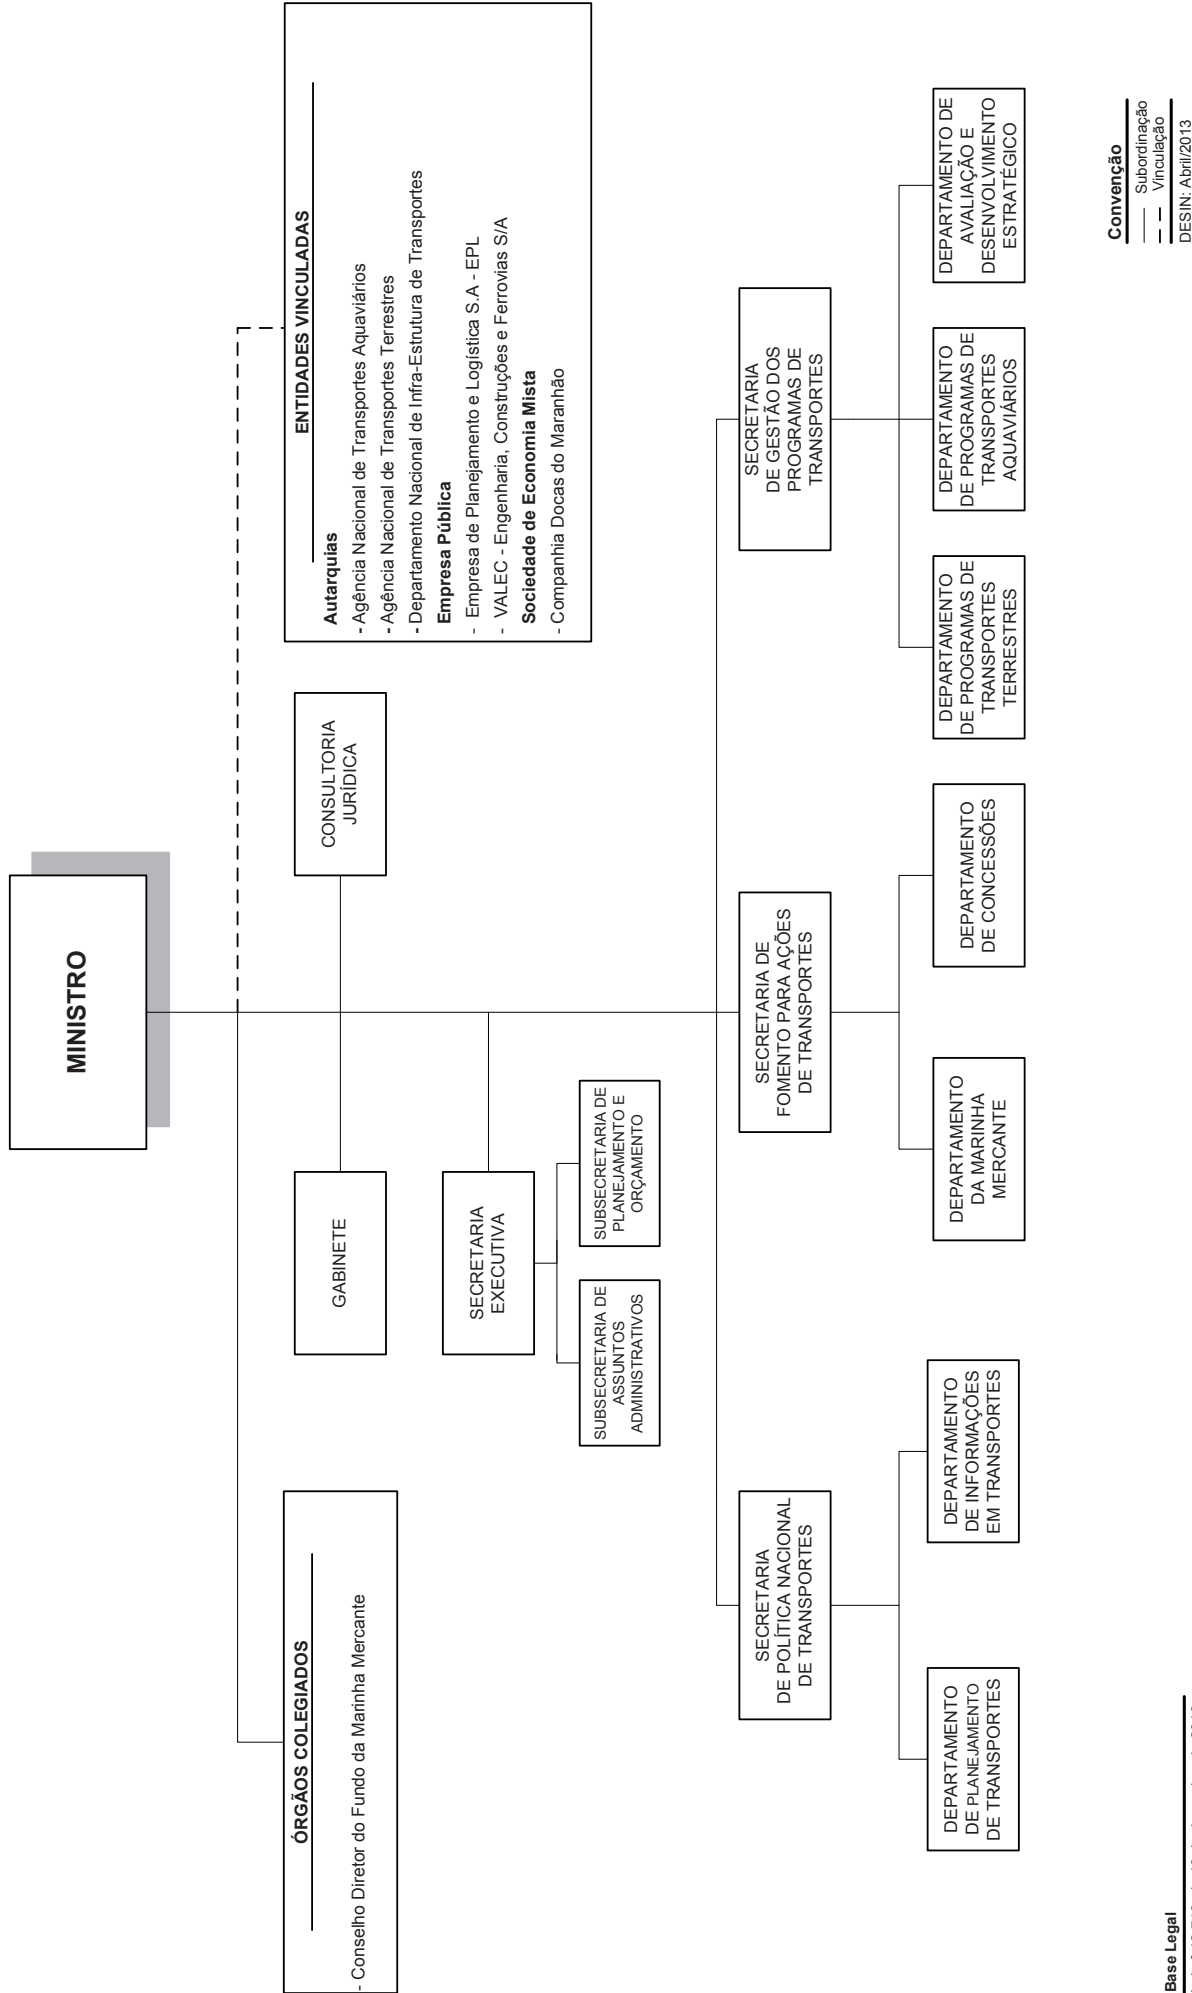 MINISTRO
ÓRGÃOS COLEGIADOS
- Conselho Diretor do Fundo da Marinha Mercante
GABINETE
CONSULTORIA
JURÍDICA
ENTIDADES VINCULADAS
Autarquias
- Agência Nacional de Transportes Aquaviários
- Agência Nacional de Transportes Terrestres
- Departamento Nacional de Infra-Estrutura de Transportes
Empresa Pública
- Empresa de Planejamento e Logística S.A - EPL
- VALEC - Engenharia, Construções e Ferrovias S/A
Sociedade de Economia Mista
- Companhia Docas do Maranhão
SECRETARIA
EXECUTIVA
SUBSECRETARIA DE
ASSUNTOS
ADMINISTRATIVOS
SUBSECRETARIA DE
PLANEJAMENTO E
ORÇAMENTO
SECRETARIA
DE POLÍTICA NACIONAL
DE TRANSPORTES
SECRETARIA DE
FOMENTO PARA AÇÕES
DE TRANSPORTES
SECRETARIA
DE GESTÃO DOS
PROGRAMAS DE
TRANSPORTES
DEPARTAMENTO
DE PLANEJAMENTO
DE TRANSPORTES
DEPARTAMENTO
DE INFORMAÇÕES
EM TRANSPORTES
DEPARTAMENTO
DA MARINHA
MERCANTE
DEPARTAMENTO
DE CONCESSÕES
DEPARTAMENTO
DE PROGRAMAS DE
TRANSPORTES
TERRESTRES
DEPARTAMENTO
DE PROGRAMAS DE
TRANSPORTES
AQUAVIÁRIOS
DEPARTAMENTO DE
AVALIAÇÃO E
DESENVOLVIMENTO
ESTRATÉGICO
Base Legal
Convenção
Subordinação
Vinculação
DESIN: Abril/2013